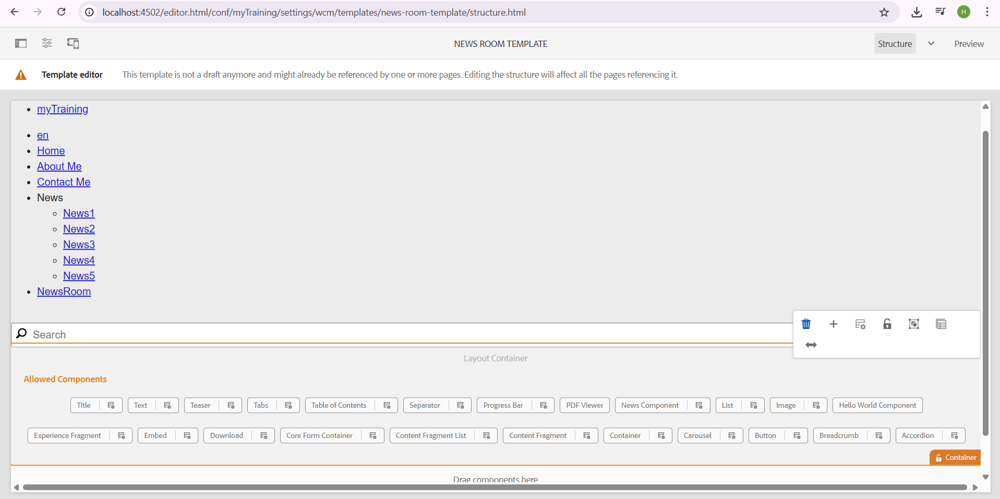 localhost:4502/editor.html/conf/myTraining/settings/wcm/templates/news-room-template/structure.html
H
NEWS ROOM TEMPLATE
Structure
Preview
Template editor
This template is not a draft anymore and might already be referenced by one or more pages. Editing the structure will affect all the pages referencing it.
myTraining
en
Home
About Me
Contact Me
News
News1
News2
News3
News4
News5
NewsRoom
Search
Layout Container
Allowed Components
Title Text Teaser Tabs Table of Contents Separator Progress Bar PDF Viewer News Component List Image Hello World Component
Experience Fragment Embed Download Core Form Container Content Fragment List Content Fragment Container Carousel Button Breadcrumb Accordion
Container
Drag components here